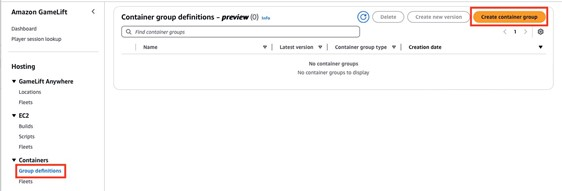 Amazon GameLift
Dashboard
Player session lookup
Hosting
GameLift Anywhere
Locations
Fleets
EC2
Builds
Scripts
Fleets
Containers
Group definitions
Fleets
Container group definitions – preview (0) Info
Delete
Create new version
Create container group
Find container groups
1
Name
Latest version
Container group type
Creation date
No container groups
No container groups to display